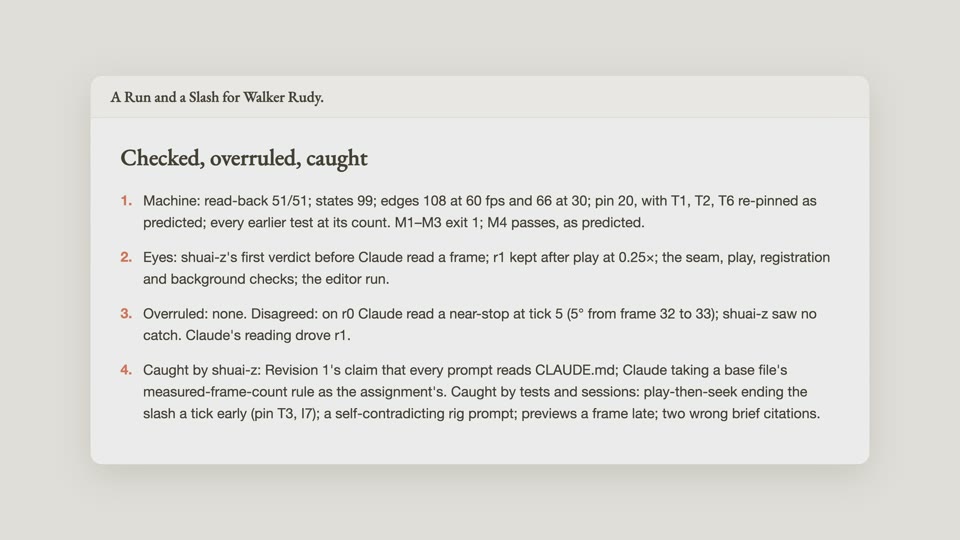 A Run and a Slash for Walker Rudy.
Checked, overruled, caught
1. Machine: read-back 51/51; states 99; edges 108 at 60 fps and 66 at 30; pin 20, with T1, T2, T6 re-pinned as
predicted; every earlier test at its count. M1–M3 exit 1; M4 passes, as predicted.
2. Eyes: shuai-z's first verdict before Claude read a frame; r1 kept after play at 0.25×; the seam, play, registration
and background checks; the editor run.
3. Overruled: none. Disagreed: on r0 Claude read a near-stop at tick 5 (5° from frame 32 to 33); shuai-z saw no
catch. Claude's reading drove r1.
4. Caught by shuai-z: Revision 1's claim that every prompt reads CLAUDE.md; Claude taking a base file's
measured-frame-count rule as the assignment's. Caught by tests and sessions: play-then-seek ending the
slash a tick early (pin T3, I7); a self-contradicting rig prompt; previews a frame late; two wrong brief citations.